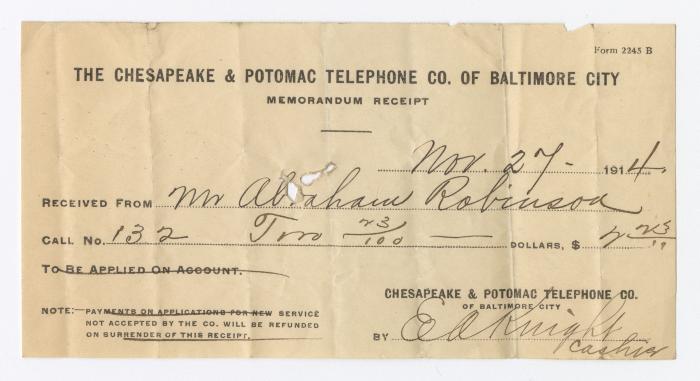 Form 2245 B
THE CHESAPEAKE & POTOMAC TELEPHONE CO. OF BALTIMORE CITY
MEMORANDUM RECEIPT
Nov. 27- 1914.
RECEIVED FROM Mr Abraham Robinson
CALL NO. 132 Two 23/100 DOLLARS, $ 2 23/"
TO BE APPLIED ON ACCOUNT.
CHESAPEAKE & POTOMAC TELEPHONE CO.
OF BALTIMORE CITY
NOTE:- PAYMENTS ON APPLICATIONS FOR NEW SERVICE
NOT ACCEPTED BY THE CO. WILL BE REFUNDED
ON SURRENDER OF THIS RECEIPT.
BY E A Knight
Cashier